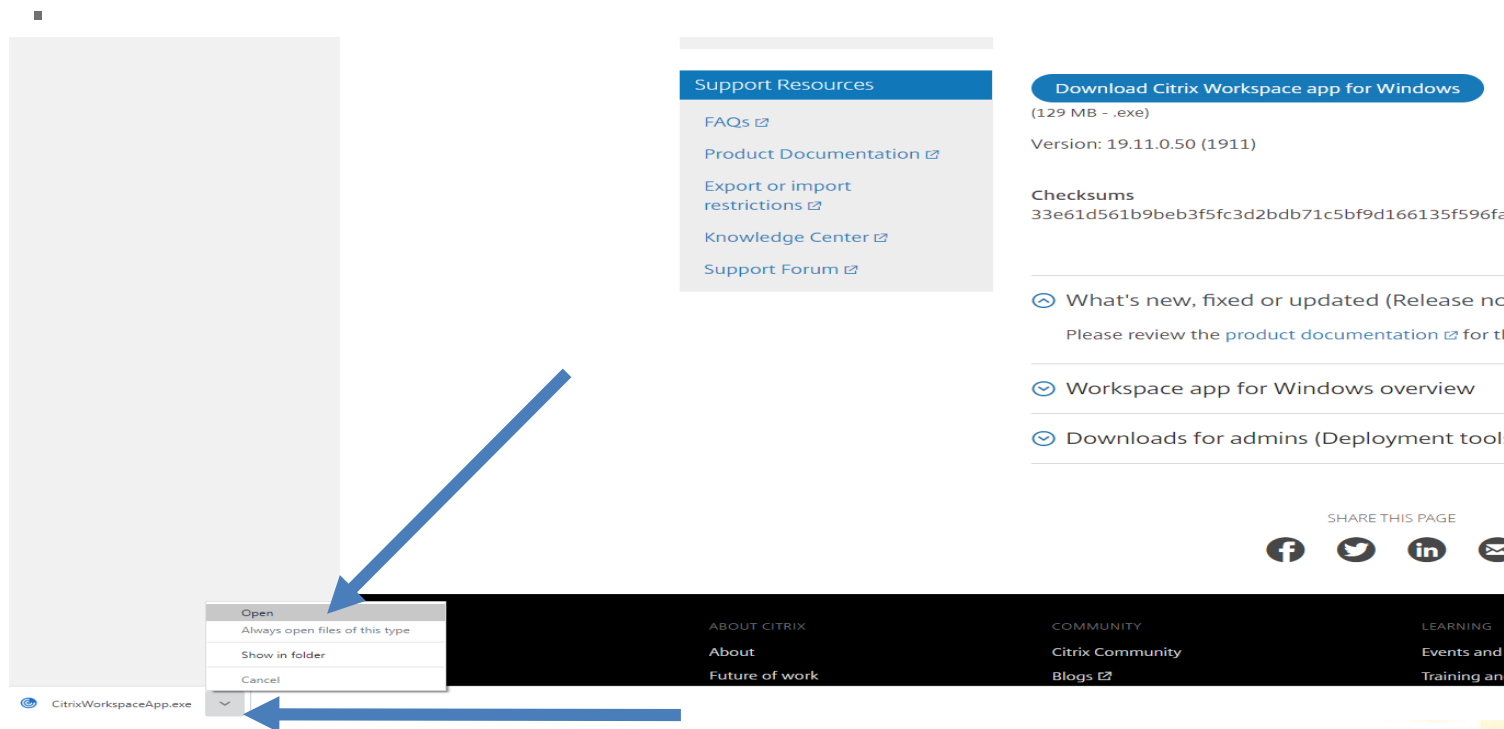 Support Resources
FAQs
Product Documentation
Export or import
restrictions
Knowledge Center
Support Forum
Download Citrix Workspace app for Windows
(129 MB - .exe)
Version: 19.11.0.50 (1911)
Checksums
33e61d561b9beb3f5fc3d2bdb71c5bf9d166135f596fa
What's new, fixed or updated (Release no
Please review the product documentation for th
Workspace app for Windows overview
Downloads for admins (Deployment tools
SHARE THIS PAGE
Open
Always open files of this type
Show in folder
Cancel
ABOUT CITRIX
About
Future of work
COMMUNITY
Citrix Community
Blogs
LEARNING
Events and
Training an
CitrixWorkspaceApp.exe